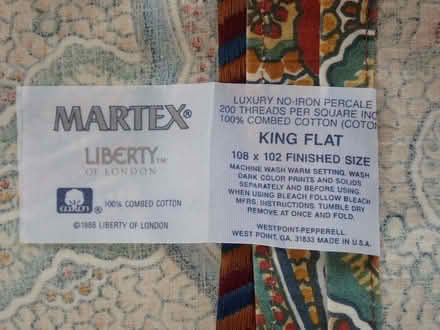 MARTEX®
LIBERTY™
OF LONDON
COTTON
100% COMBED COTTON
©1988 LIBERTY OF LONDON
LUXURY NO-IRON PERCALE
200 THREADS PER SQUARE INC
100% COMBED COTTON (COTO
KING FLAT
108 x 102 FINISHED SIZE
MACHINE WASH WARM SETTING. WASH
DARK COLOR PRINTS AND SOLIDS
SEPARATELY AND BEFORE USING.
WHEN USING BLEACH FOLLOW BLEACH
MFRS. INSTRUCTIONS. TUMBLE DRY
REMOVE AT ONCE AND FOLD.
WESTPOINT-PEPPERELL.
WEST POINT, GA. 31833 MADE IN U.S.A.